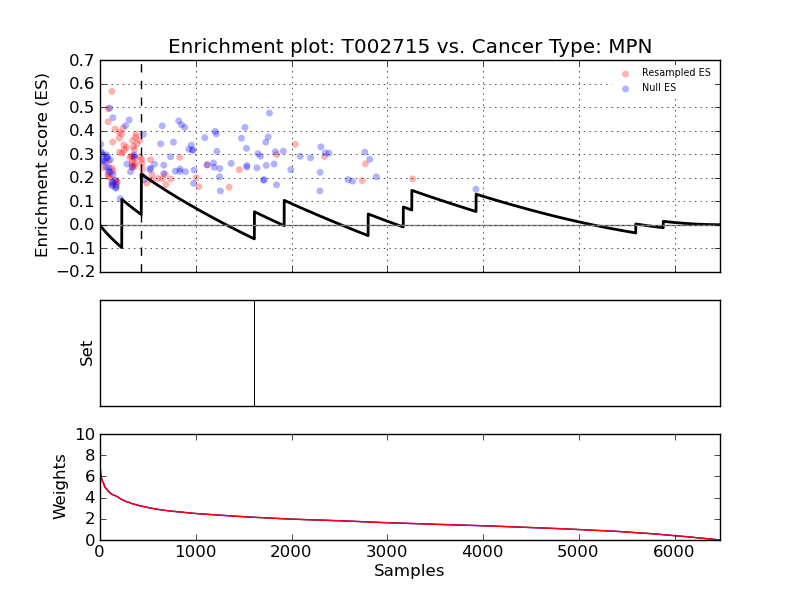 Enrichment plot: T002715 vs. Cancer Type: MPN
Enrichment score (ES)
0.7
0.6
0.5
0.4
0.3
0.2
0.1
0.0
−0.1
−0.2
Resampled ES
Null ES
Set
Weights
10
8
6
4
2
0
0 1000 2000 3000 4000 5000 6000
Samples